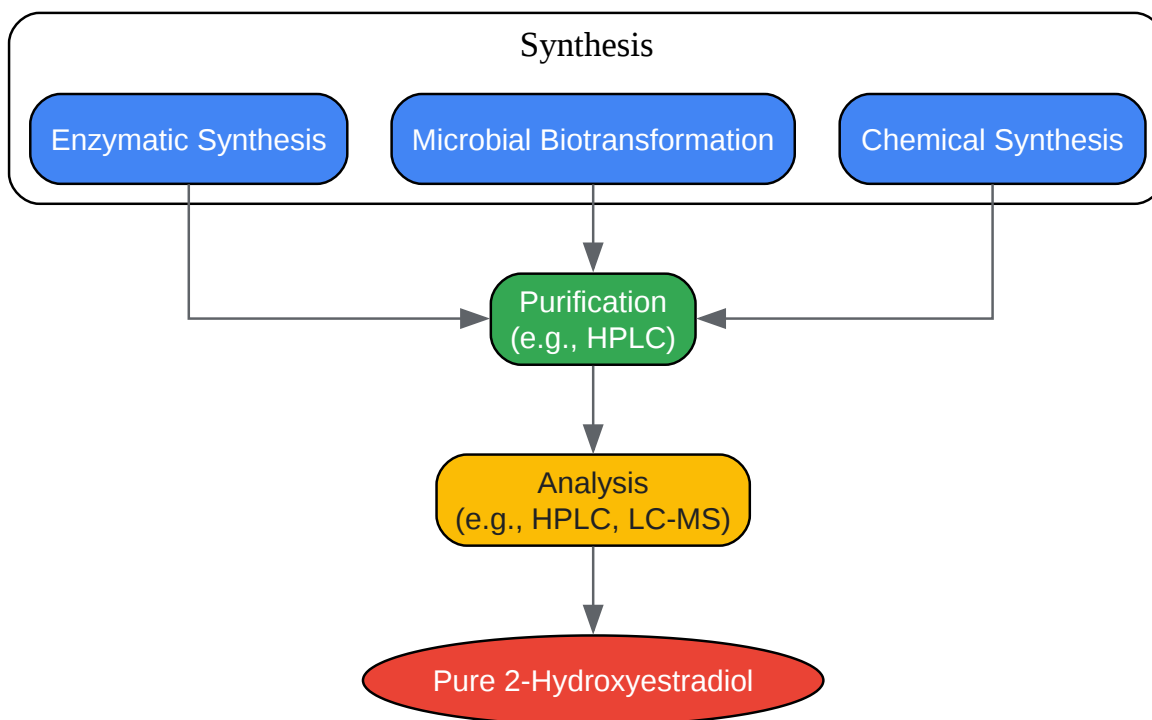 Synthesis
Enzymatic Synthesis
Microbial Biotransformation
Chemical Synthesis
Purification
(e.g., HPLC)
Analysis
(e.g., HPLC, LC-MS)
Pure 2-Hydroxyestradiol